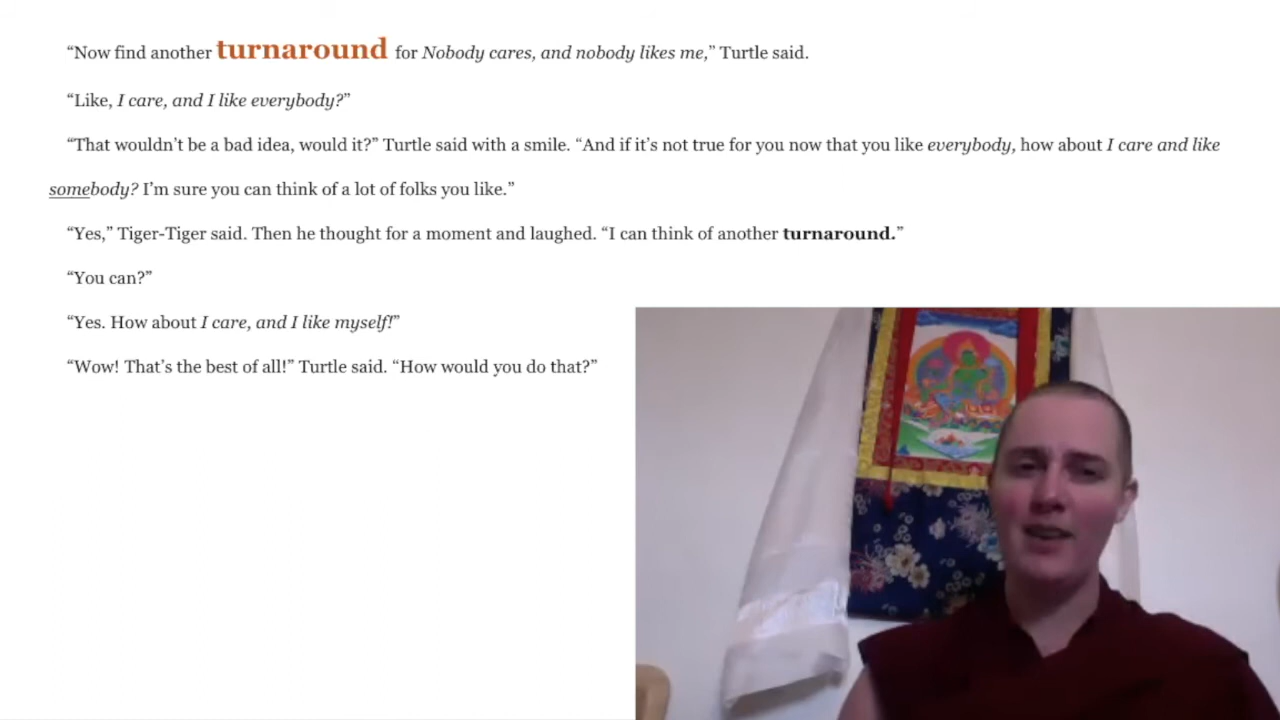 “Now find another turnaround for Nobody cares, and nobody likes me,” Turtle said.
“Like, I care, and I like everybody?”
“That wouldn’t be a bad idea, would it?” Turtle said with a smile. “And if it’s not true for you now that you like everybody, how about I care and like
somebody? I’m sure you can think of a lot of folks you like.”
“Yes,” Tiger-Tiger said. Then he thought for a moment and laughed. “I can think of another turnaround.”
“You can?”
“Yes. How about I care, and I like myself!”
“Wow! That’s the best of all!” Turtle said. “How would you do that?”